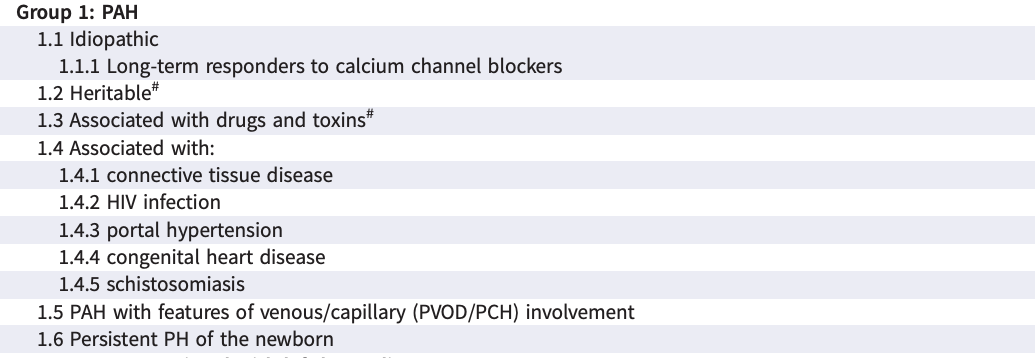 Group 1: PAH
1.1 Idiopathic
1.1.1 Long-term responders to calcium channel blockers
1.2 Heritable#
1.3 Associated with drugs and toxins#
1.4 Associated with:
1.4.1 connective tissue disease
1.4.2 HIV infection
1.4.3 portal hypertension
1.4.4 congenital heart disease
1.4.5 schistosomiasis
1.5 PAH with features of venous/capillary (PVOD/PCH) involvement
1.6 Persistent PH of the newborn